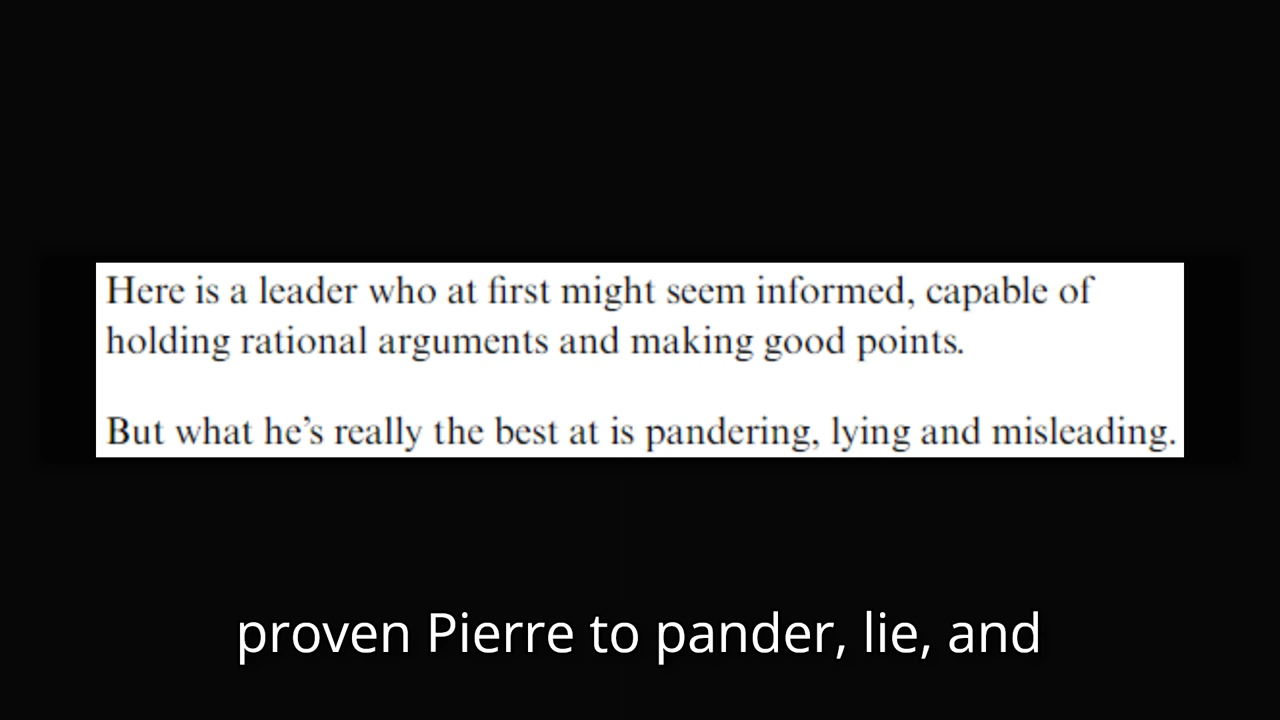 Here is a leader who at first might seem informed, capable of
holding rational arguments and making good points.
But what he’s really the best at is pandering, lying and misleading.
proven Pierre to pander, lie, and